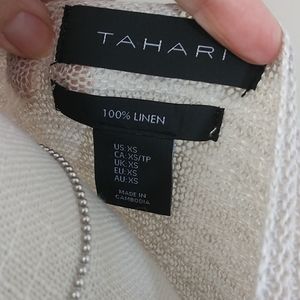 TAHARI
100% LINEN
US:XS
CA:XS/TP
UK:XS
EU:XS
AU:XS
MADE IN
CAMBODIA